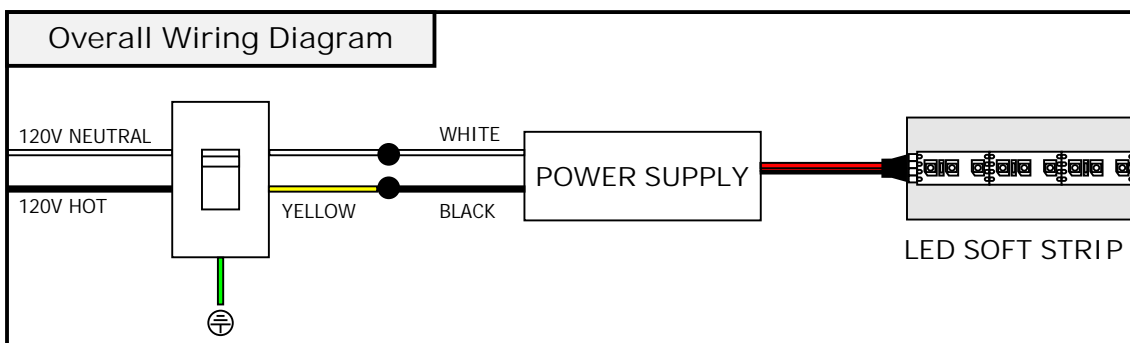 Overall Wiring Diagram
120V NEUTRAL
WHITE
POWER SUPPLY
120V HOT
YELLOW
BLACK
LED SOFT STRIP